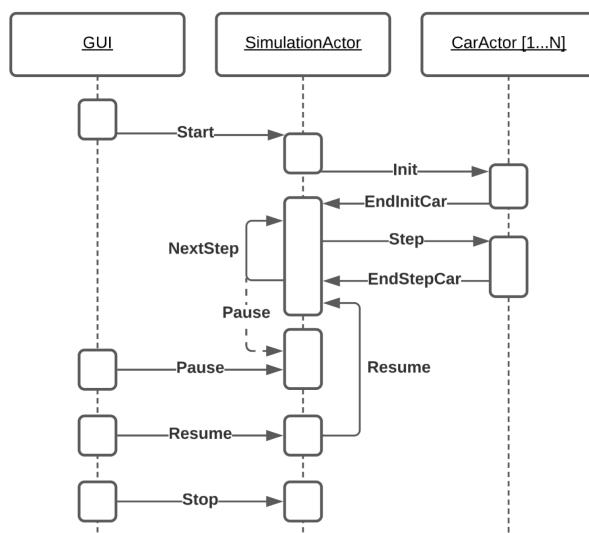 GUI
SimulationActor
CarActor [1...N]
Start
Init
EndInitCar
NextStep
Step
EndStepCar
Pause
Pause
Resume
Resume
Stop